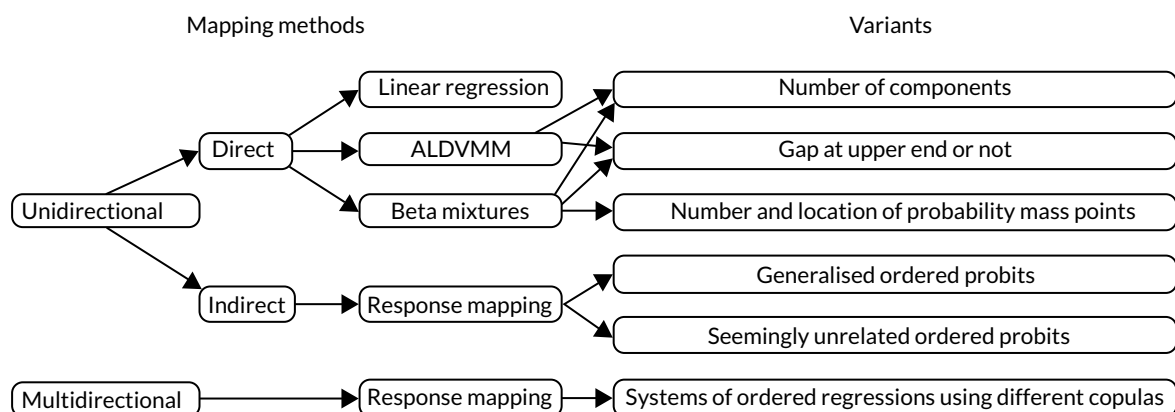 Mapping methods
Variants
Linear regression
Number of components
Direct
ALDVMM
Gap at upper end or not
Unidirectional
Beta mixtures
Number and location of probability mass points
Generalised ordered probits
Indirect
Response mapping
Seemingly unrelated ordered probits
Multidirectional
Response mapping
Systems of ordered regressions using different copulas